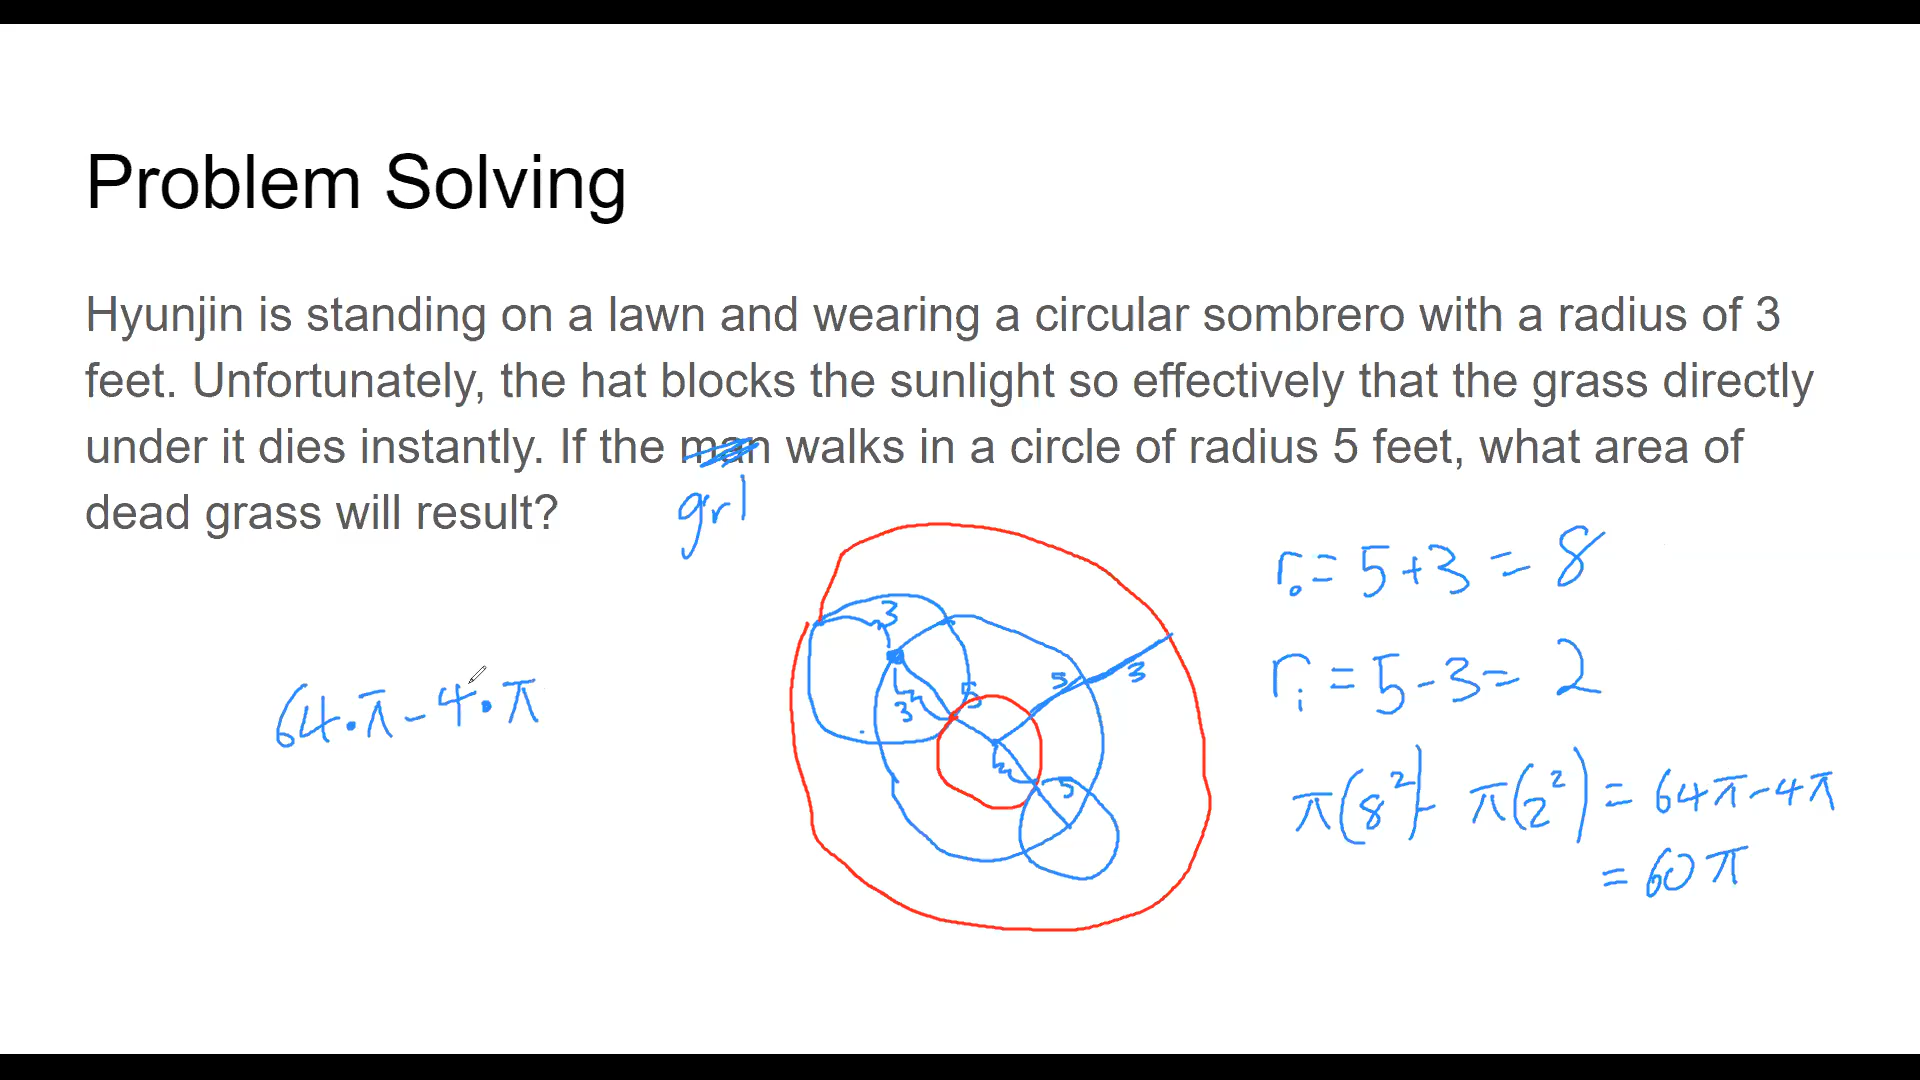 Problem Solving
Hyunjin is standing on a lawn and wearing a circular sombrero with a radius of 3
feet. Unfortunately, the hat blocks the sunlight so effectively that the grass directly
under it dies instantly. If the man walks in a circle of radius 5 feet, what area of
dead grass will result?
grl
r₀ = 5 + 3 = 8
3
5
3
5
3
3
rᵢ = 5 - 3 = 2
64 · π - 4 · π
2
5
π(8²) - π(2²) = 64π - 4π
= 60π